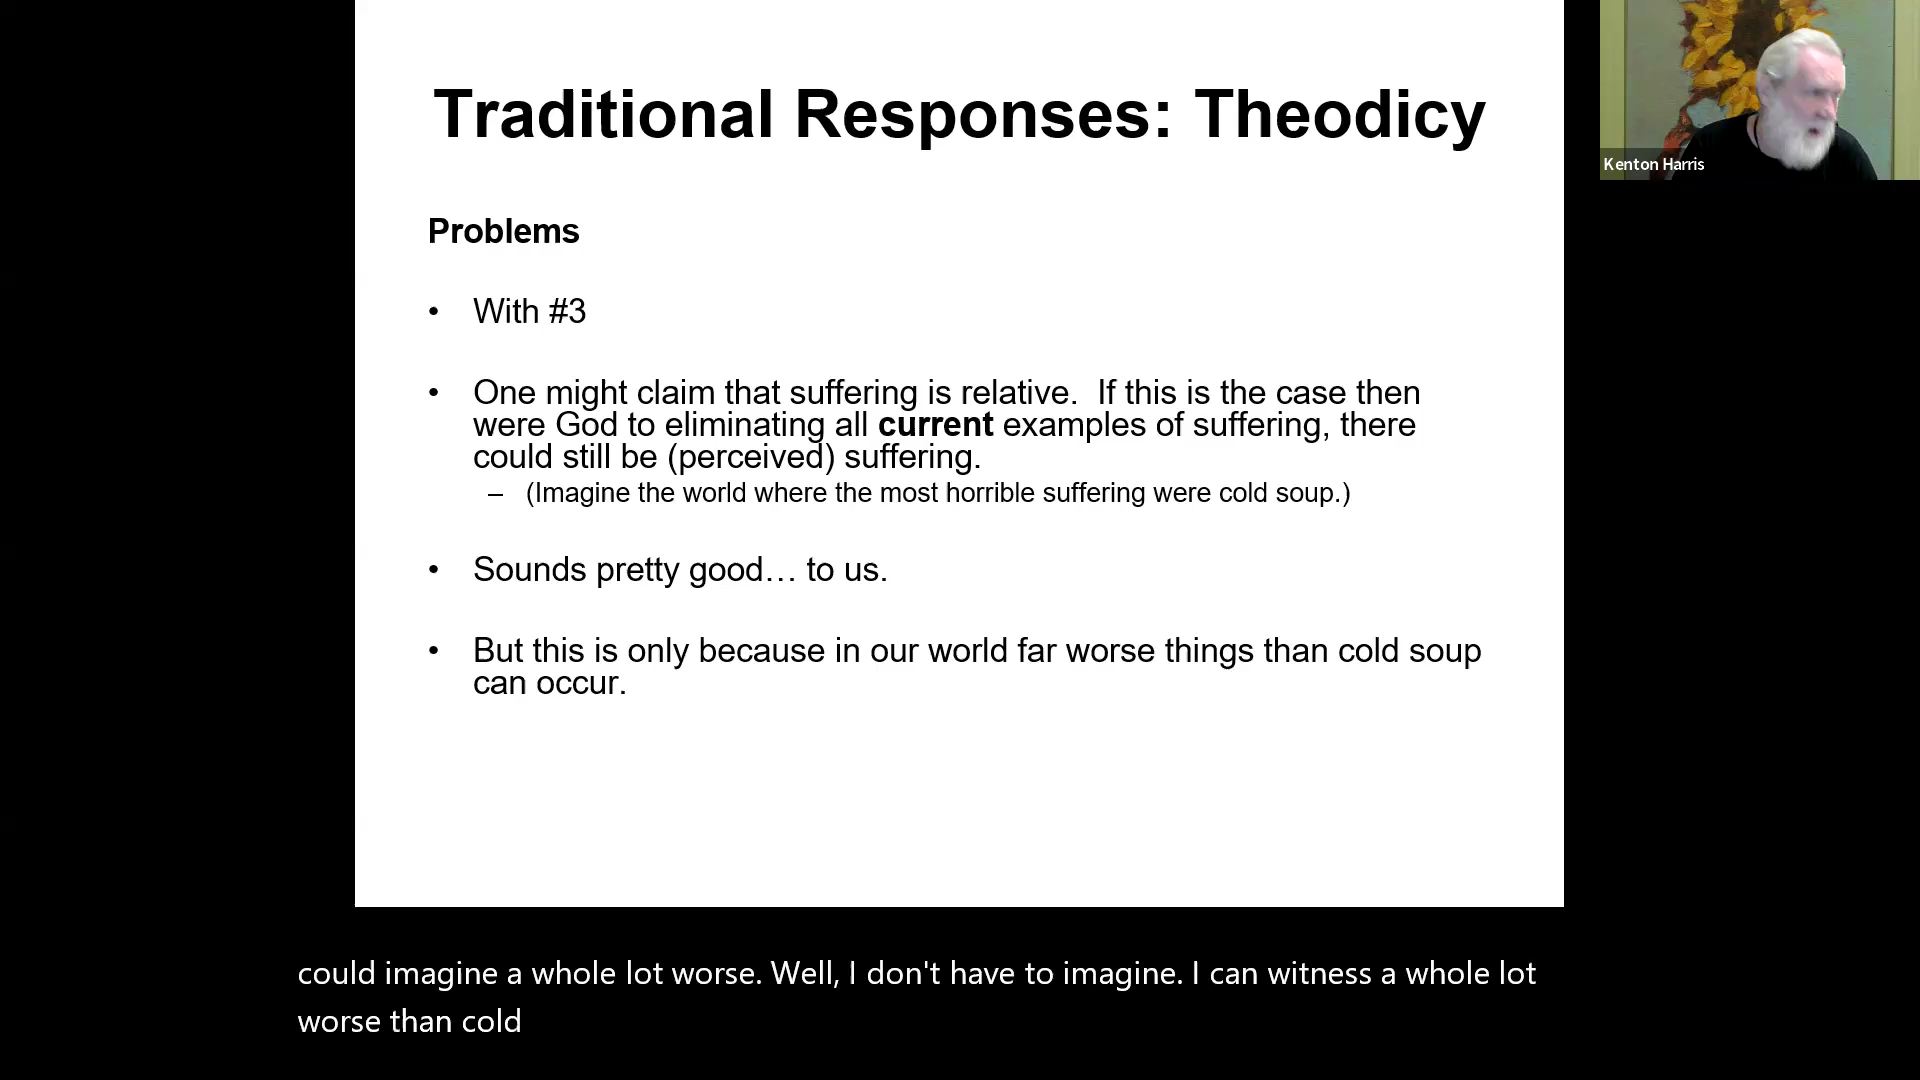 Traditional Responses: Theodicy
Kenton Harris
Problems
• With #3
• One might claim that suffering is relative.  If this is the case then
were God to eliminating all current examples of suffering, there
could still be (perceived) suffering.
– (Imagine the world where the most horrible suffering were cold soup.)
• Sounds pretty good… to us.
• But this is only because in our world far worse things than cold soup
can occur.
could imagine a whole lot worse. Well, I don't have to imagine. I can witness a whole lot
worse than cold